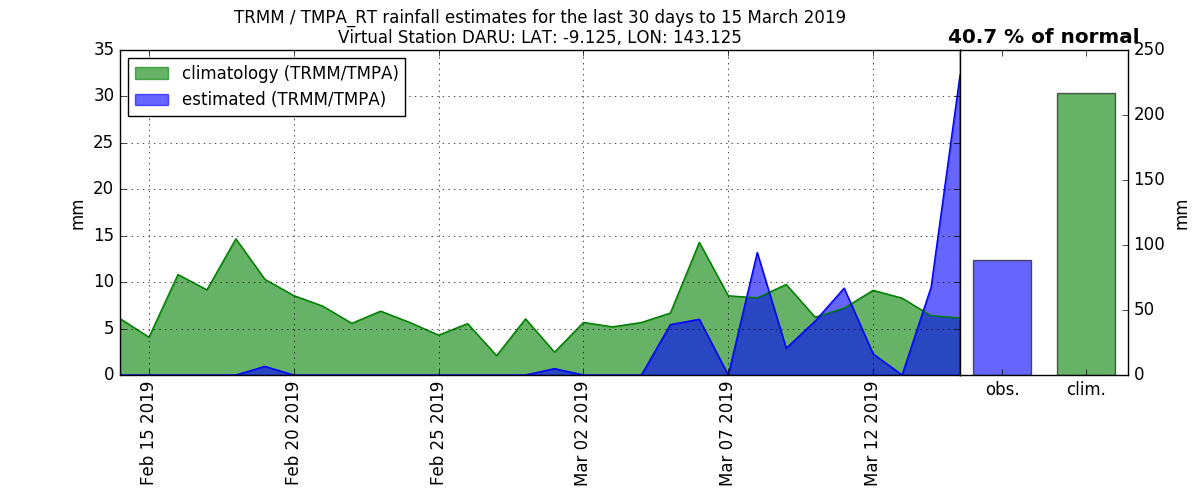 TRMM / TMPA_RT rainfall estimates for the last 30 days to 15 March 2019
Virtual Station DARU: LAT: -9.125, LON: 143.125
40.7 % of normal
climatology (TRMM/TMPA)
estimated (TRMM/TMPA)
35
30
25
20
15
10
5
0
mm
250
200
150
100
50
0
mm
Feb 15 2019
Feb 20 2019
Feb 25 2019
Mar 02 2019
Mar 07 2019
Mar 12 2019
obs.
clim.